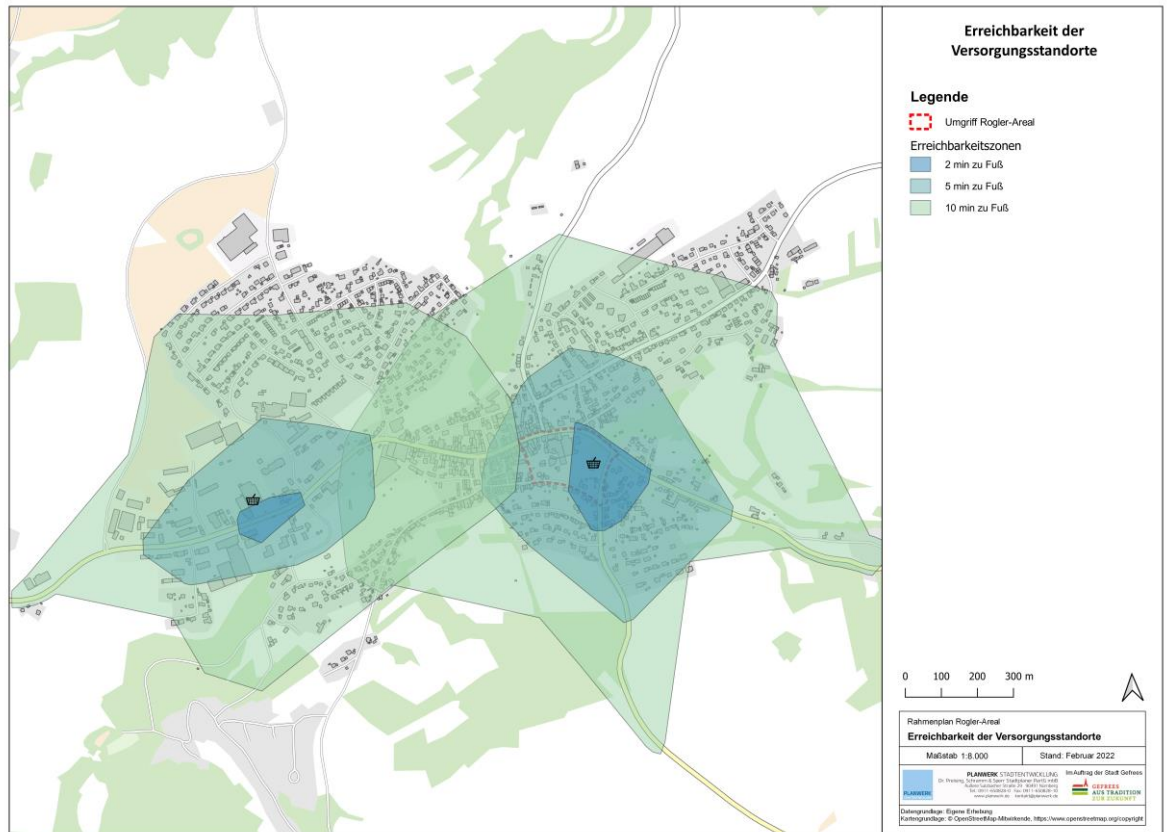 Erreichbarkeit der
Versorgungsstandorte
Legende
Umgriff Rogler-Areal
Erreichbarkeitszonen
2 min zu Fuß
5 min zu Fuß
10 min zu Fuß
0 100 200 300 m
Rahmenplan Rogler-Areal
Erreichbarkeit der Versorgungsstandorte
Maßstab 1:8.000 Stand: Februar 2022
PLANWERK STADTENTWICKLUNG
Im Auftrag der Stadt Gefrees
PLANWERK
GEFREES
AUS TRADITION
ZUR ZUKUNFT
Datengrundlage: Eigene Erhebung
Kartengrundlage: © OpenStreetMap-Mitwirkende, https://www.openstreetmap.org/copyright